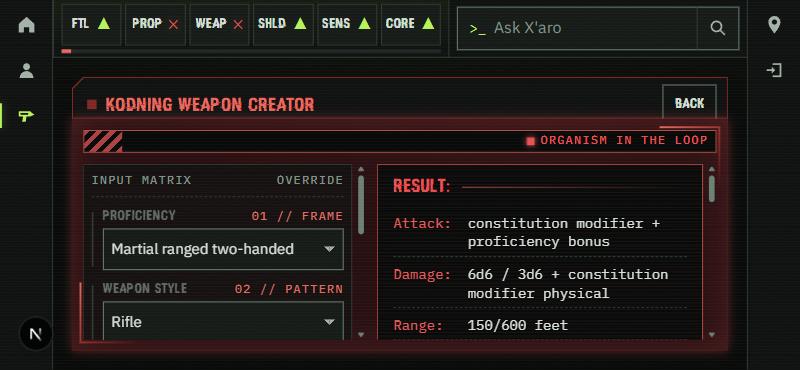 FTL
PROP
WEAP
SHLD
SENS
CORE
>_ Ask X'aro
KODNING WEAPON CREATOR
BACK
ORGANISM IN THE LOOP
INPUT MATRIX
OVERRIDE
PROFICIENCY
01 // FRAME
Martial ranged two-handed
WEAPON STYLE
02 // PATTERN
Rifle
N
RESULT:
Attack:
constitution modifier +
proficiency bonus
Damage:
6d6 / 3d6 + constitution
modifier physical
Range:
150/600 feet